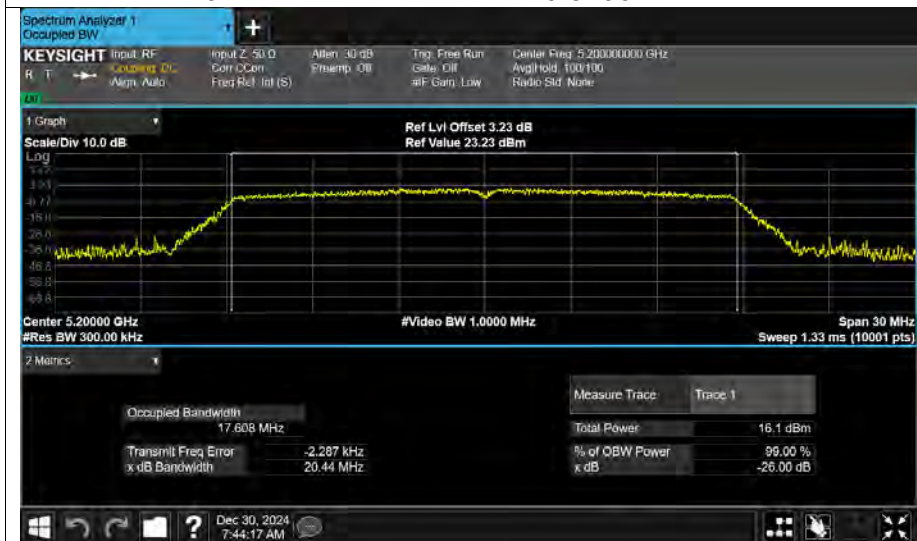 Spectrum Analyzer 1
Occupied BW
KEYSIGHT Input: RF Input Z: 50 Ω Atten: 30 dB Trig: Free Run Center Freq: 5.200000000 GHz
R T Coupling: DC Corr CCorr Preamp: Off Gate: Off Avg|Hold: 100/100
Align: Auto Freq Ref: Int (S) #IF Gain: Low Radio Std: None
1 Graph
Ref Lvl Offset 3.23 dB
Scale/Div 10.0 dB Ref Value 23.23 dBm
Log
Center 5.20000 GHz #Video BW 1.0000 MHz Span 30 MHz
#Res BW 300.00 kHz Sweep 1.33 ms (10001 pts)
2 Metrics
Measure Trace Trace 1
Occupied Bandwidth
17.608 MHz Total Power 16.1 dBm
Transmit Freq Error -2.287 kHz % of OBW Power 99.00 %
x dB Bandwidth 20.44 MHz x dB -26.00 dB
? Dec 30, 2024
7:44:17 AM